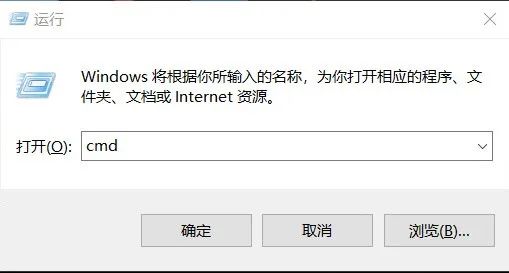 运行
Windows 将根据你所输入的名称，为你打开相应的程序、文
件夹、文档或 Internet 资源。
打开(O): cmd
确定 取消 浏览(B)...